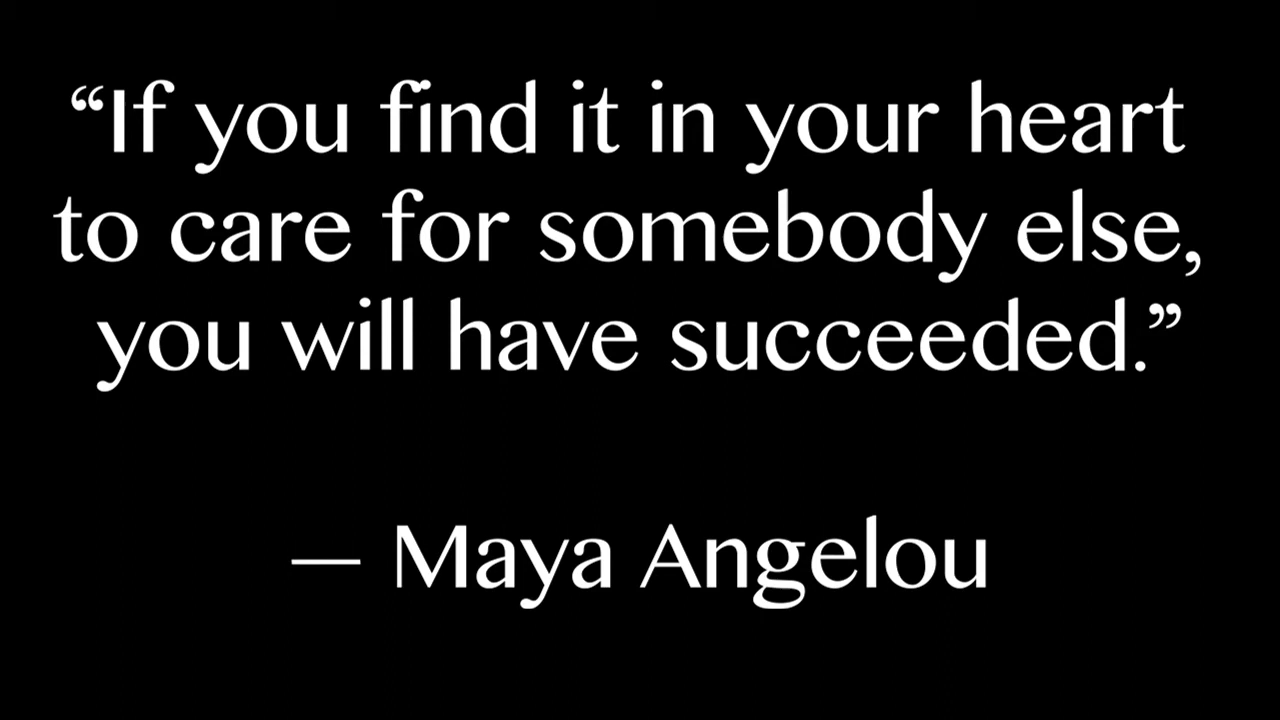 “If you find it in your heart
to care for somebody else,
you will have succeeded.”
— Maya Angelou